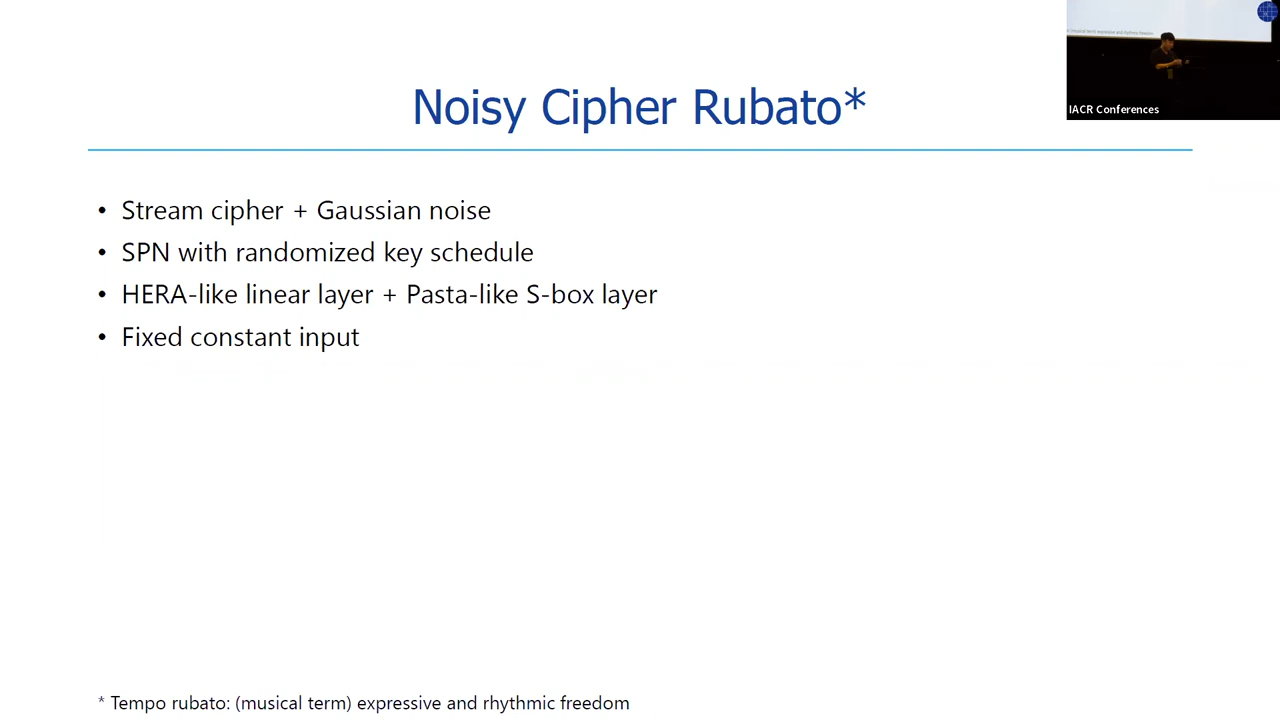 Noisy Cipher Rubato*
IACR Conferences
• Stream cipher + Gaussian noise
• SPN with randomized key schedule
• HERA-like linear layer + Pasta-like S-box layer
• Fixed constant input
* Tempo rubato: (musical term) expressive and rhythmic freedom